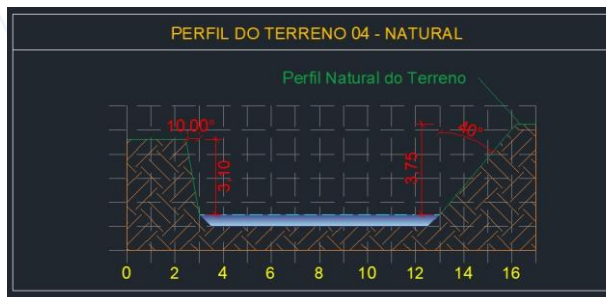 PERFIL DO TERRENO 04 - NATURAL
Perfil Natural do Terreno
10,00°
40°
3,10
3,75
0 2 4 6 8 10 12 14 16